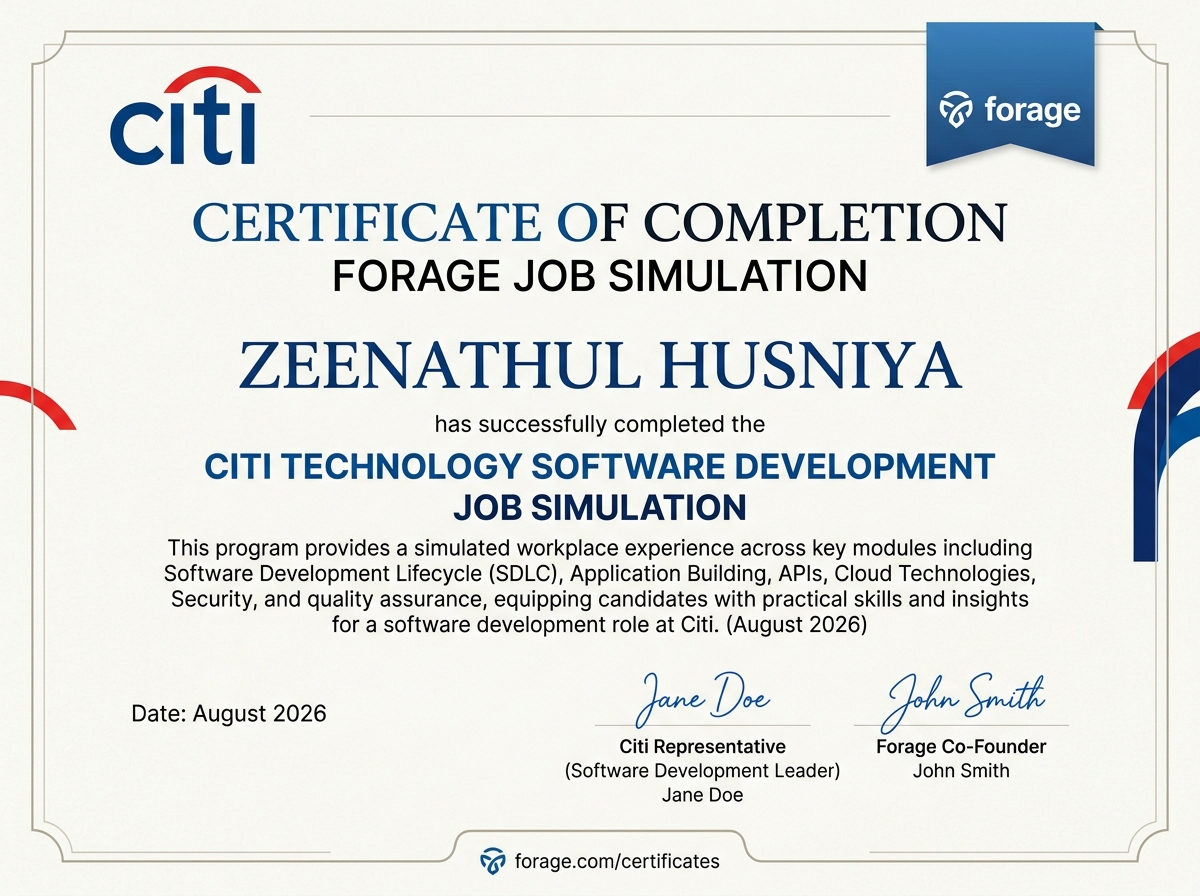 citi
forage
CERTIFICATE OF COMPLETION
FORAGE JOB SIMULATION
ZEENATHUL HUSNIYA
has successfully completed the
CITI TECHNOLOGY SOFTWARE DEVELOPMENT
JOB SIMULATION
This program provides a simulated workplace experience across key modules including
Software Development Lifecycle (SDLC), Application Building, APIs, Cloud Technologies,
Security, and quality assurance, equipping candidates with practical skills and insights
for a software development role at Citi. (August 2026)
Date: August 2026
Jane Doe
Citi Representative
(Software Development Leader)
Jane Doe
John Smith
Forage Co-Founder
John Smith
forage.com/certificates